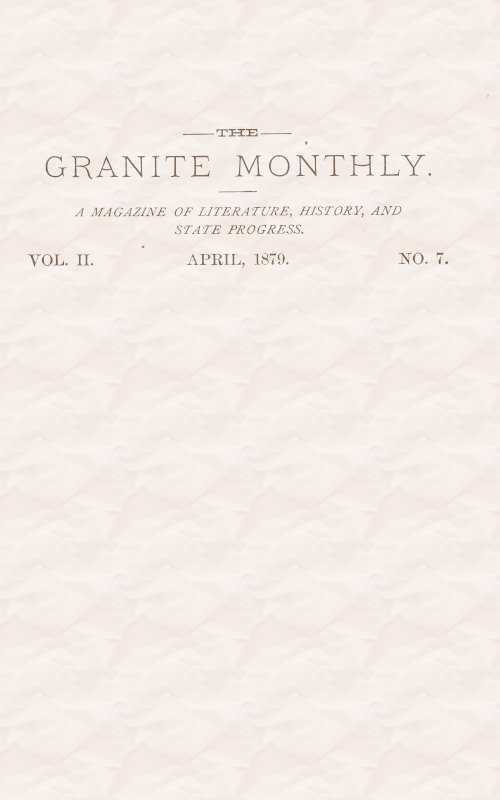 THE
GRANITE MONTHLY.
A MAGAZINE OF LITERATURE, HISTORY, AND
STATE PROGRESS.
VOL. II. APRIL, 1879. NO. 7.